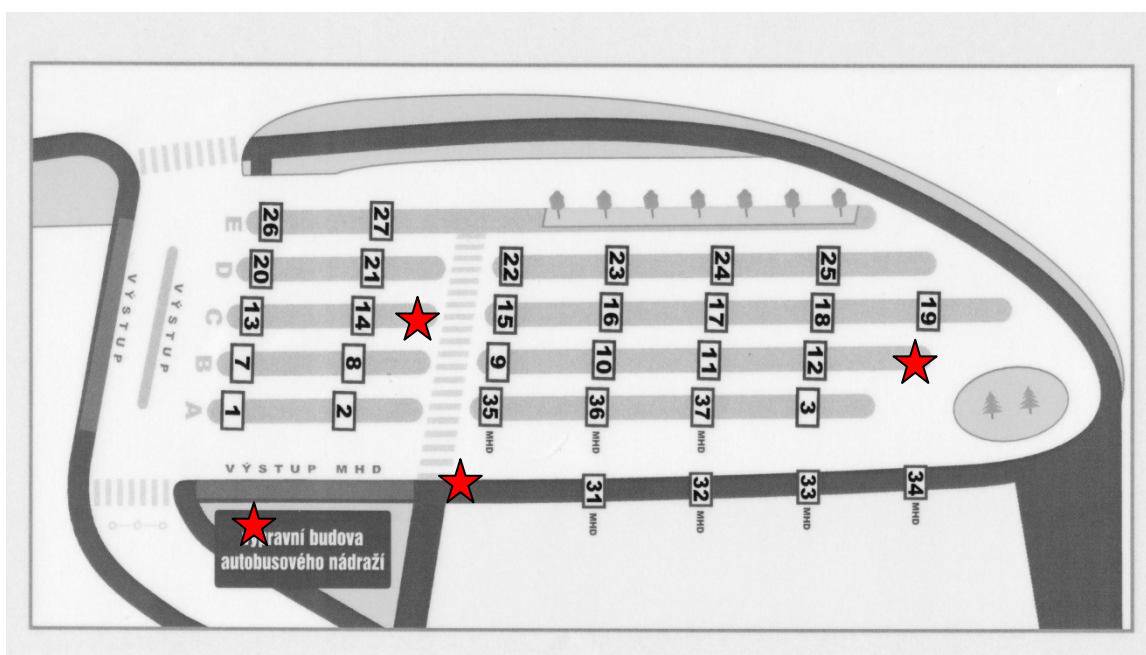 E 26 27
D 20 21 22 23 24 25
C 13 14 15 16 17 18 19
B 7 8 9 10 11 12
A 1 2 35 36 37 3
MHD MHD MHD
VÝSTUP
VÝSTUP
VÝSTUP MHD
31 32 33 34
MHD MHD MHD MHD
Výpravní budova
autobusového nádraží